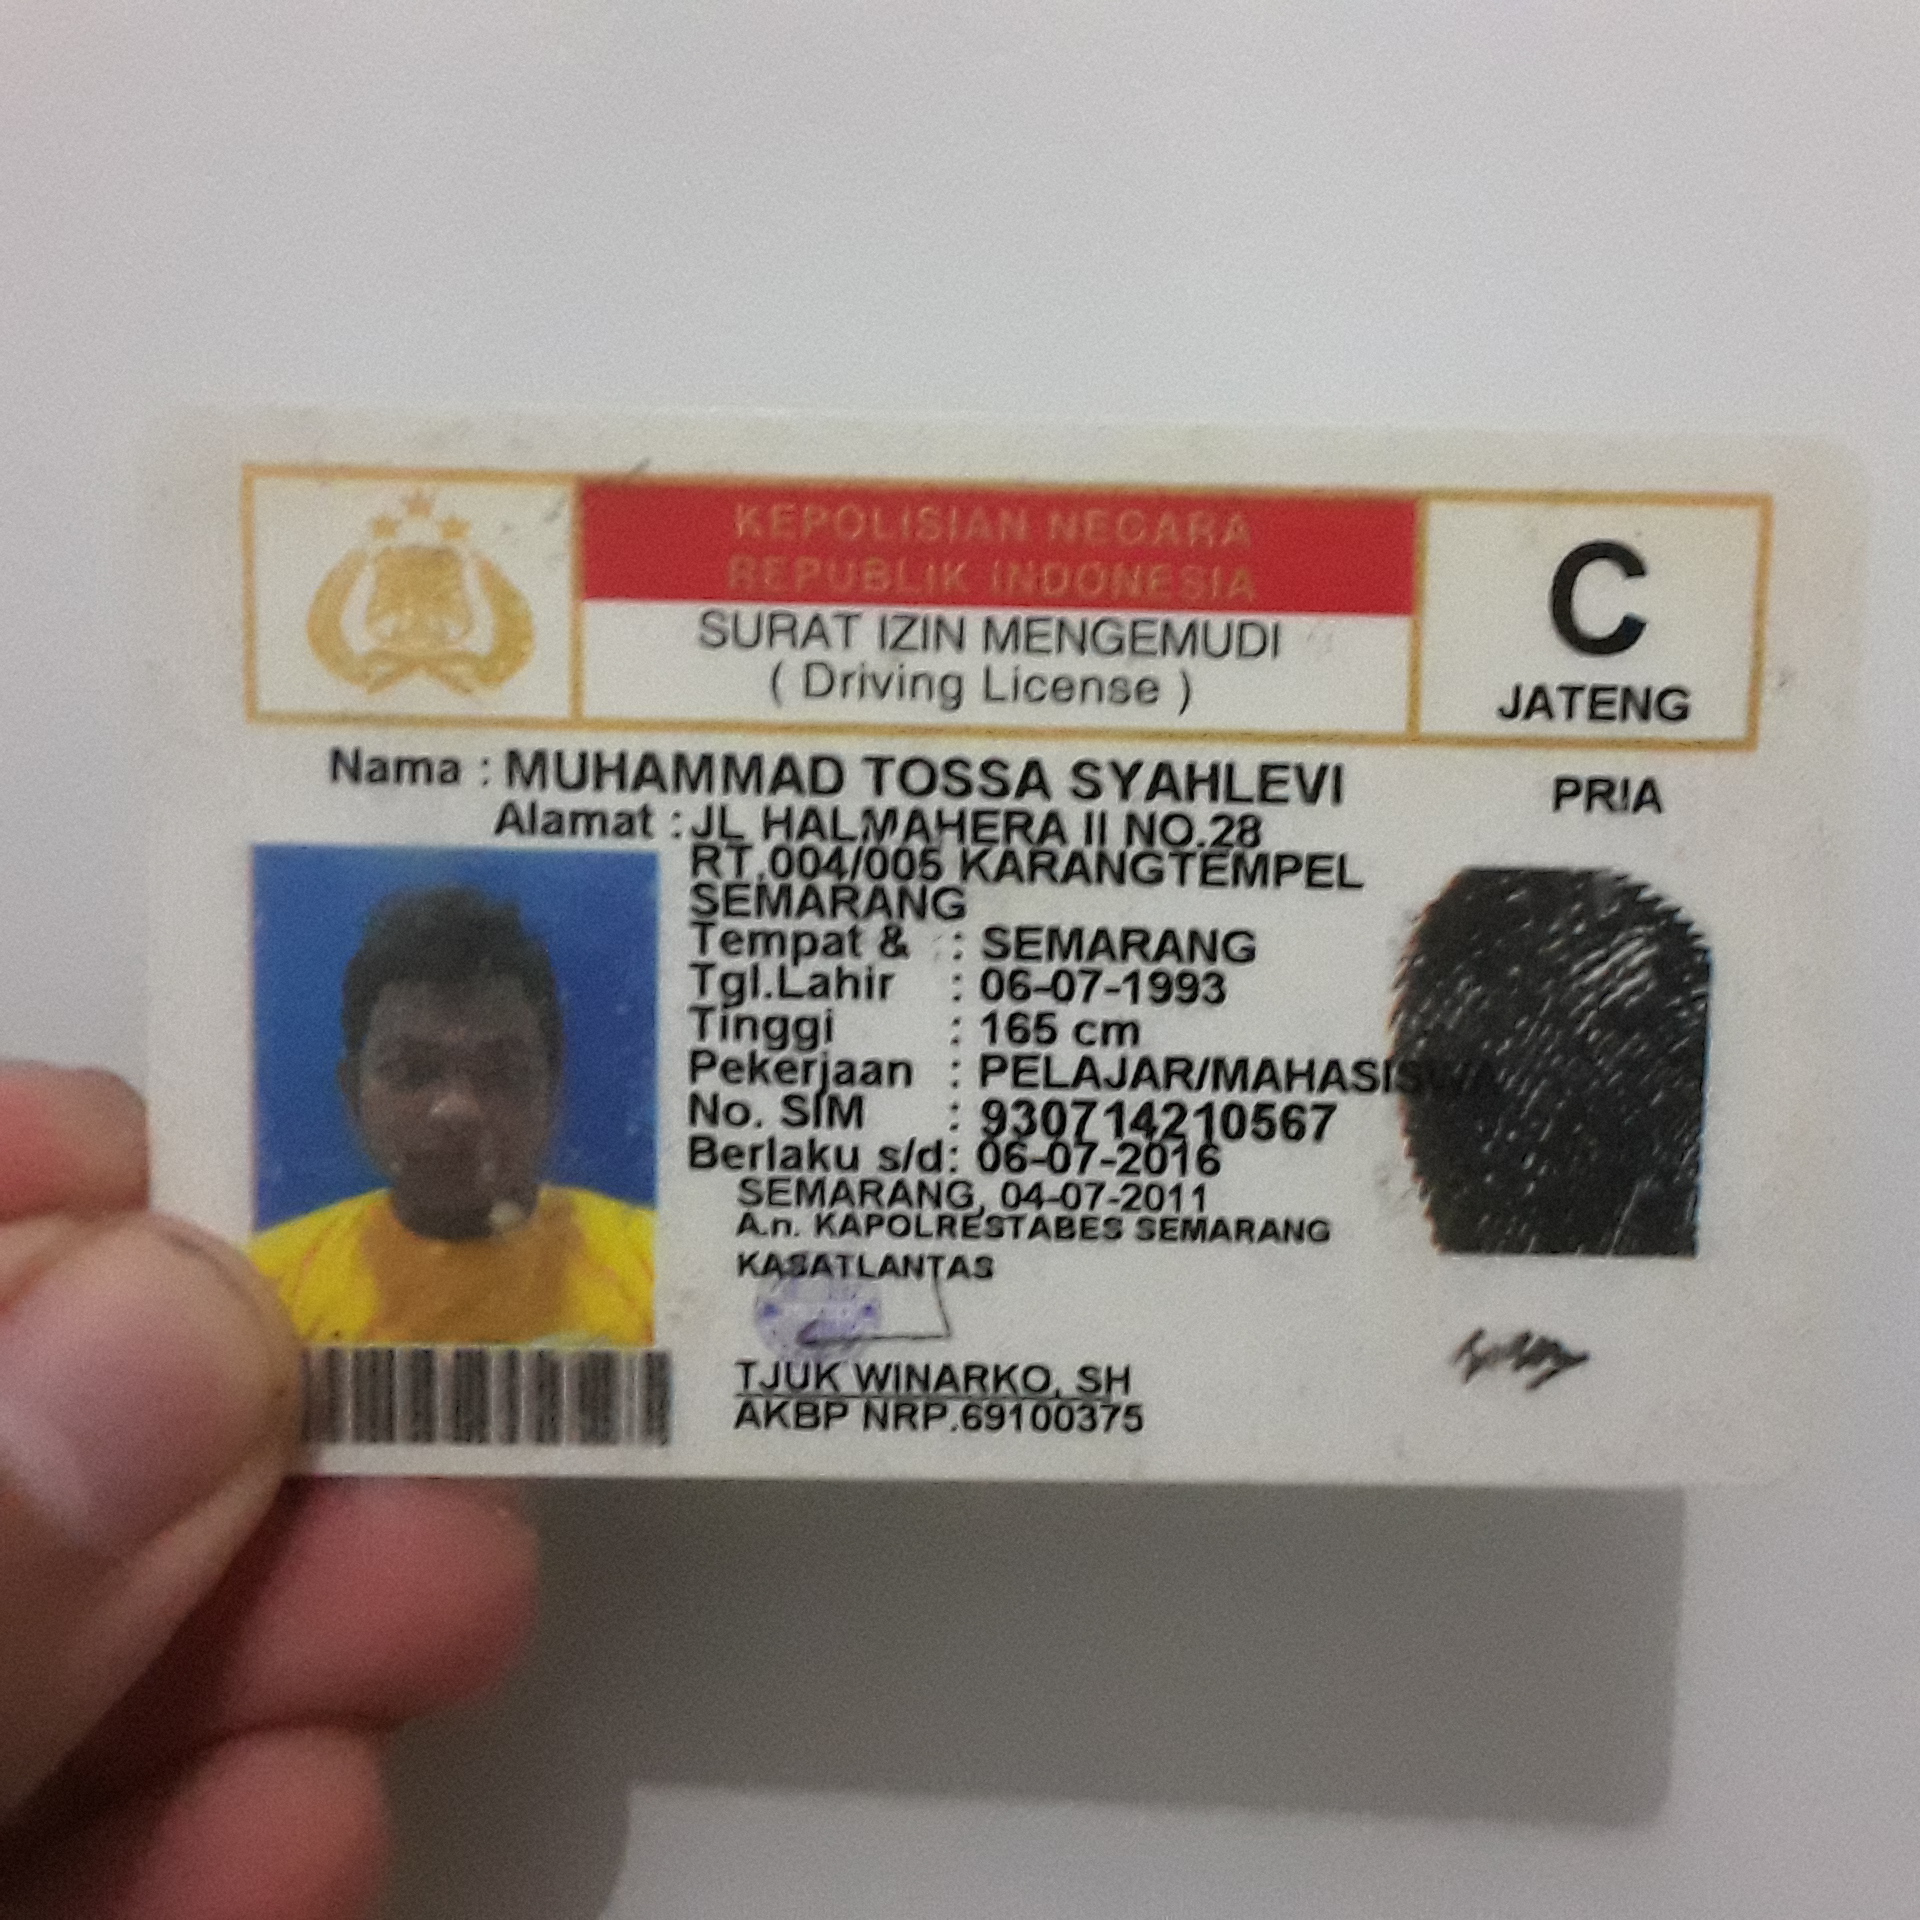 KEPOLISIAN NEGARA
REPUBLIK INDONESIA
SURAT IZIN MENGEMUDI
( Driving License )
C
JATENG
Nama : MUHAMMAD TOSSA SYAHLEVI
PRIA
Alamat : JL HALMAHERA II NO.28
RT.004/005 KARANGTEMPEL
SEMARANG
Tempat & : SEMARANG
Tgl.Lahir : 06-07-1993
Tinggi : 165 cm
Pekerjaan : PELAJAR/MAHASISWA
No. SIM : 930714210567
Berlaku s/d: 06-07-2016
SEMARANG, 04-07-2011
A.n. KAPOLRESTABES SEMARANG
KASATLANTAS
TJUK WINARKO, SH
AKBP NRP.69100375